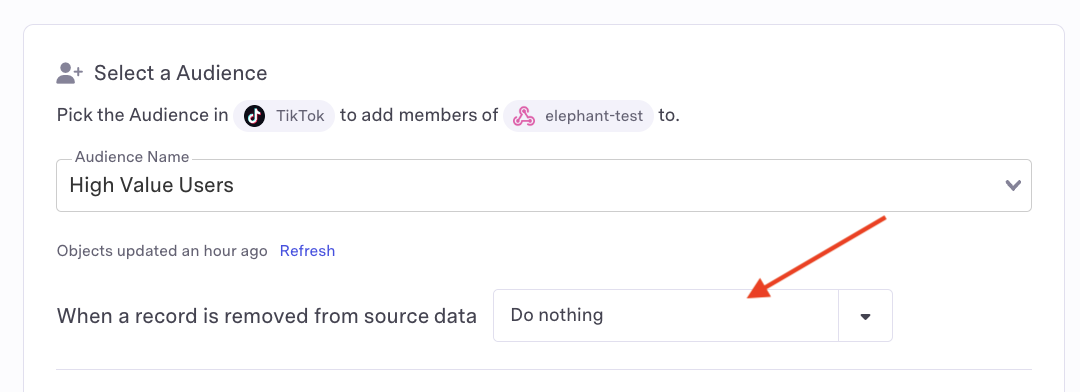 Select a Audience
Pick the Audience in TikTok to add members of elephant-test to.
Audience Name
High Value Users
Objects updated an hour ago Refresh
When a record is removed from source data Do nothing